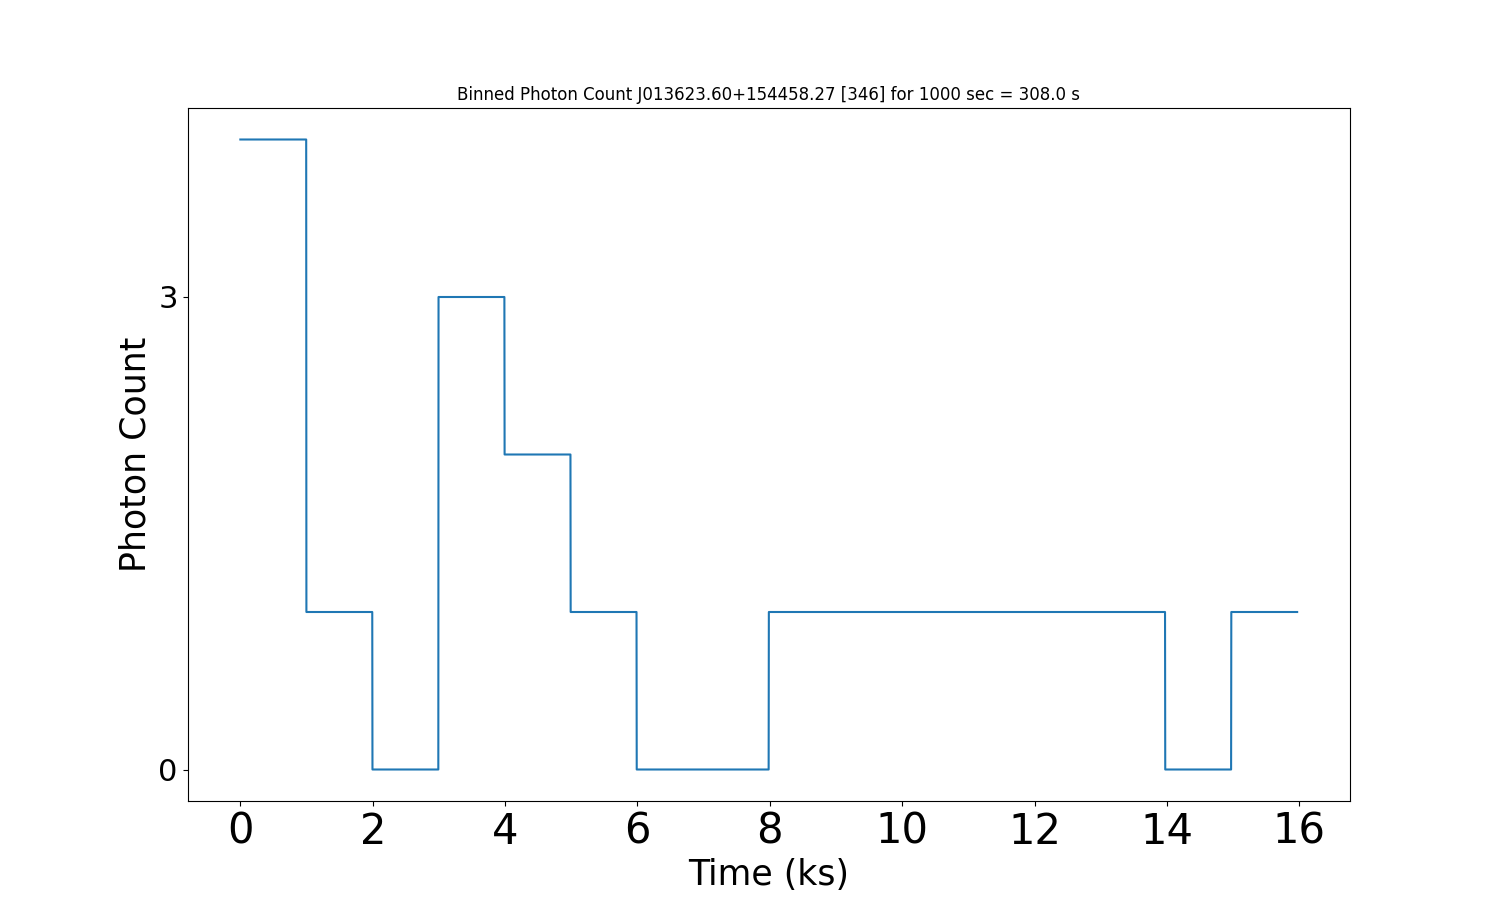 Binned Photon Count J013623.60+154458.27 [346] for 1000 sec = 308.0 s
Photon Count
3
0
0 2 4 6 8 10 12 14 16
Time (ks)